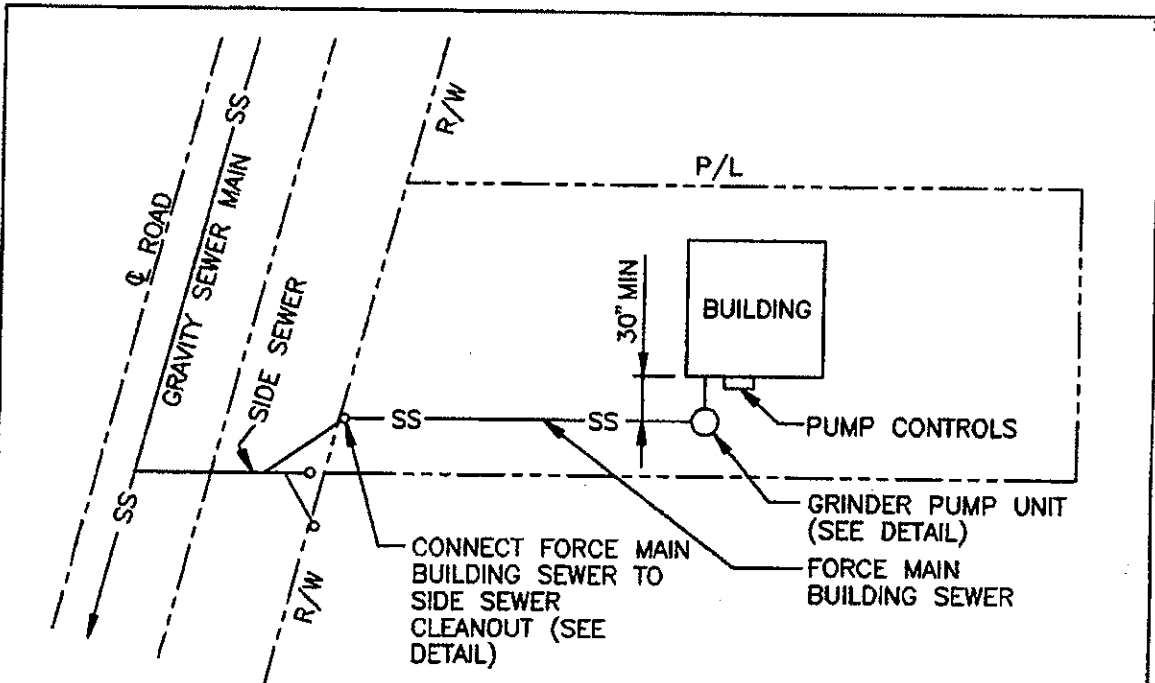 SS
R/W
P/L
℄ ROAD
GRAVITY SEWER MAIN
SIDE SEWER
30" MIN
BUILDING
SS
SS
PUMP CONTROLS
SS
GRINDER PUMP UNIT
(SEE DETAIL)
CONNECT FORCE MAIN
BUILDING SEWER TO
SIDE SEWER
CLEANOUT (SEE
DETAIL)
FORCE MAIN
BUILDING SEWER
R/W